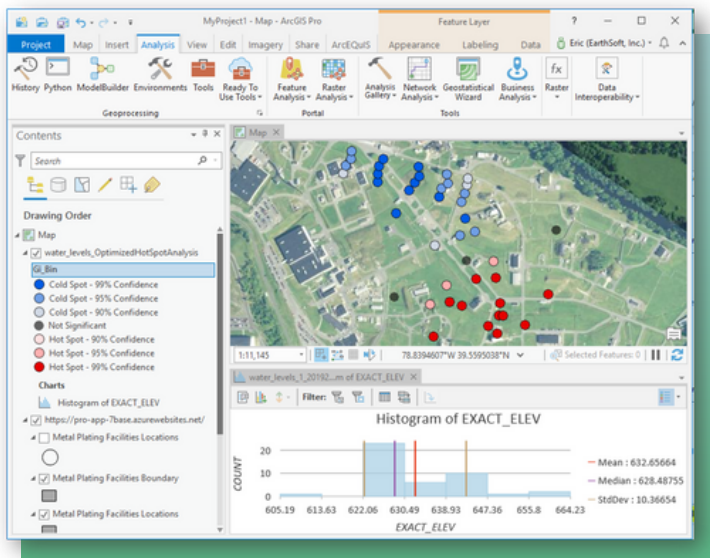 MyProject1 - Map - ArcGIS Pro
Feature Layer
? - □ ×
Project Map Insert Analysis View Edit Imagery Share ArcEQuIS Appearance Labeling Data Eric (EarthSoft, Inc.)
History Python ModelBuilder Environments Tools Ready To Use Tools
Feature Analysis Raster Analysis
Analysis Gallery Network Analysis Geostatistical Wizard Business Analysis
fx Raster Data Interoperability
Geoprocessing Portal Tools
Contents
Search
Drawing Order
Map
water_levels_OptimizedHotSpotAnalysis
Gi_Bin
Cold Spot - 99% Confidence
Cold Spot - 95% Confidence
Cold Spot - 90% Confidence
Not Significant
Hot Spot - 90% Confidence
Hot Spot - 95% Confidence
Hot Spot - 99% Confidence
Charts
Histogram of EXACT_ELEV
https://pro-app-7base.azurewebsites.net/
Metal Plating Facilities Locations
Metal Plating Facilities Boundary
Metal Plating Facilities Locations
Map ×
1:11,145 78.8394607°W 39.5595038°N Selected Features: 0
water_levels_1_20192...m of EXACT_ELEV ×
Filter:
Histogram of EXACT_ELEV
COUNT
20
10
0
605.19 613.63 622.06 630.49 638.93 647.36 655.8 664.23
EXACT_ELEV
Mean : 632.65664
Median : 628.48755
StdDev : 10.36654